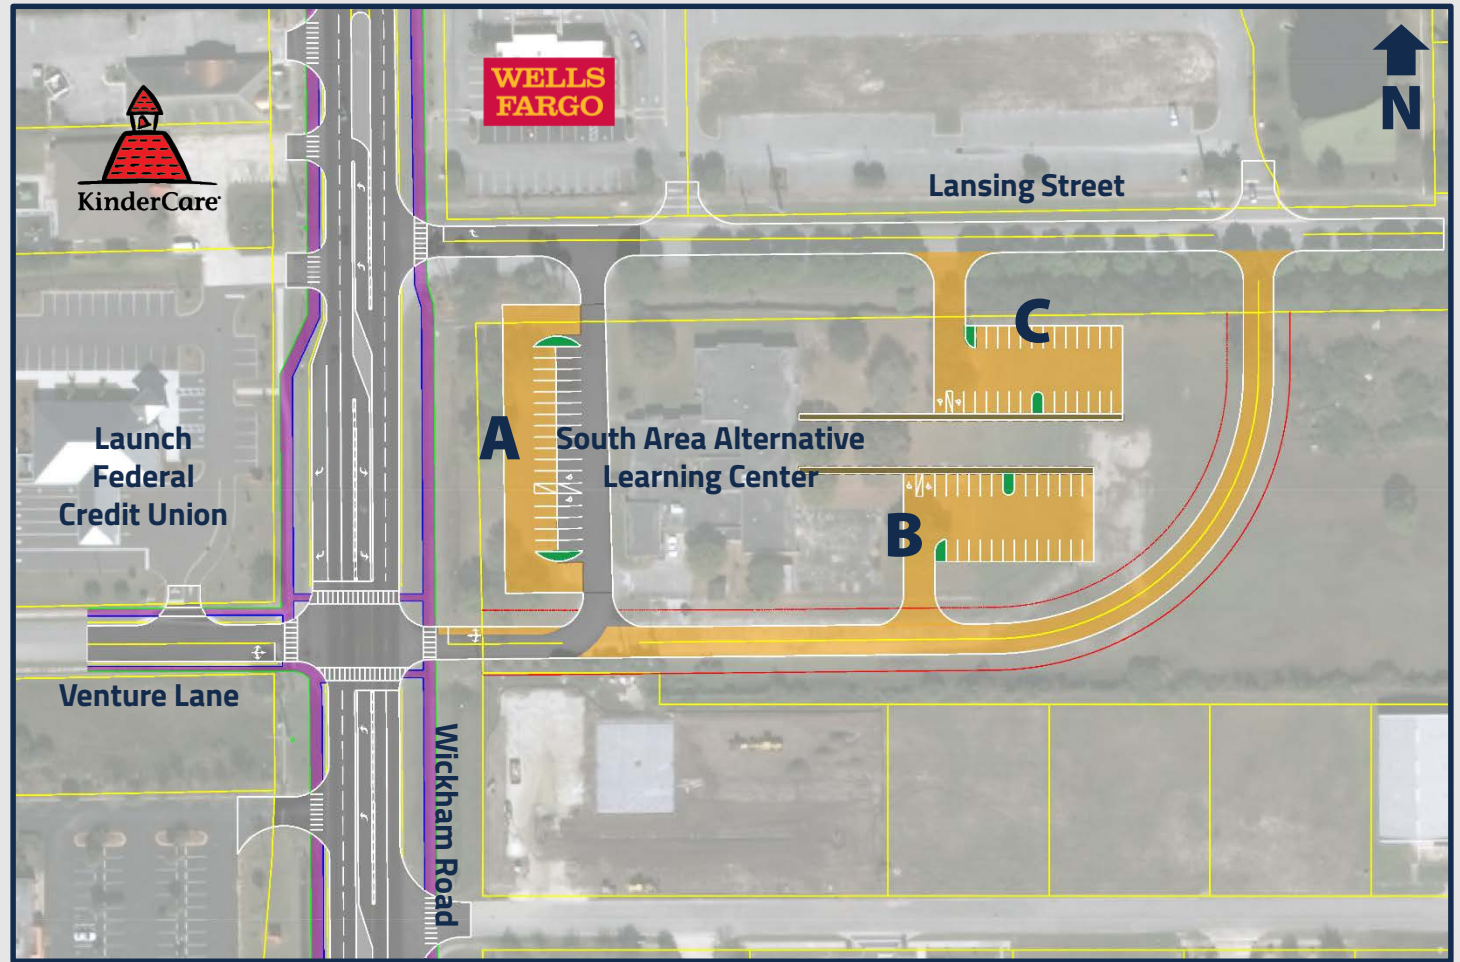 WELLS
FARGO
N
KinderCare
Lansing Street
C
A
South Area Alternative
Learning Center
Launch
Federal
Credit Union
B
Venture Lane
Wickham Road